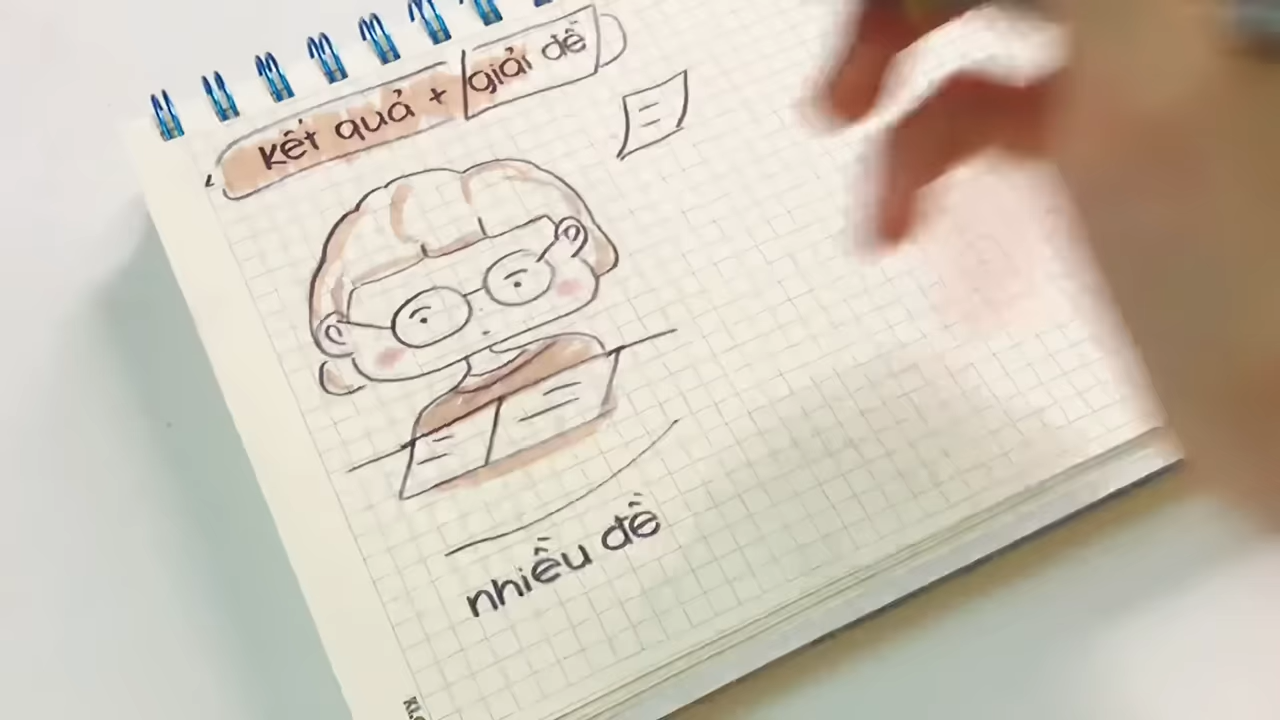 kết quả + giải đề
nhiều đề